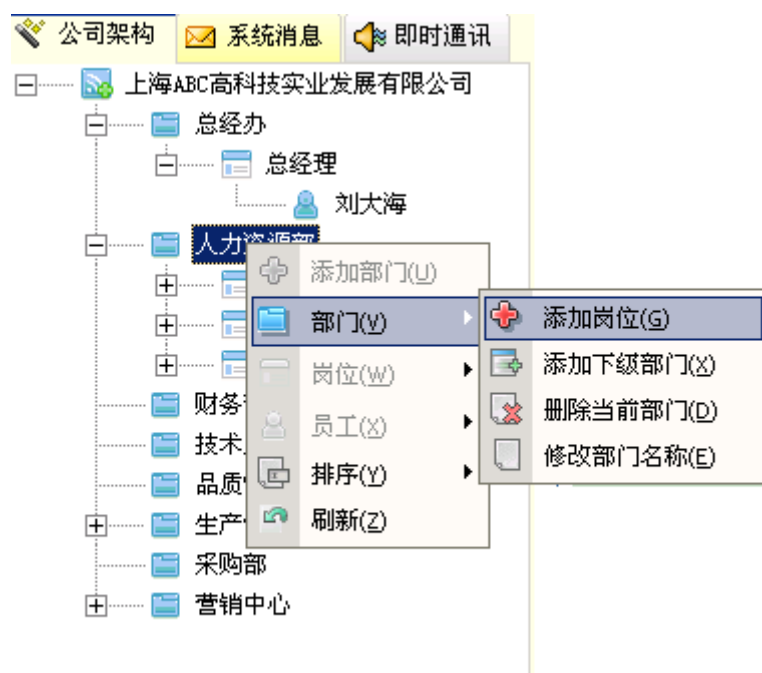 公司架构 系统消息 即时通讯
上海ABC高科技实业发展有限公司
总经办
总经理
刘大海
人力资源部
添加部门(U)
部门(V)
岗位(W)
员工(X)
排序(Y)
刷新(Z)
添加岗位(G)
添加下级部门(X)
删除当前部门(D)
修改部门名称(E)
财务
技术
品质
生产
采购部
营销中心